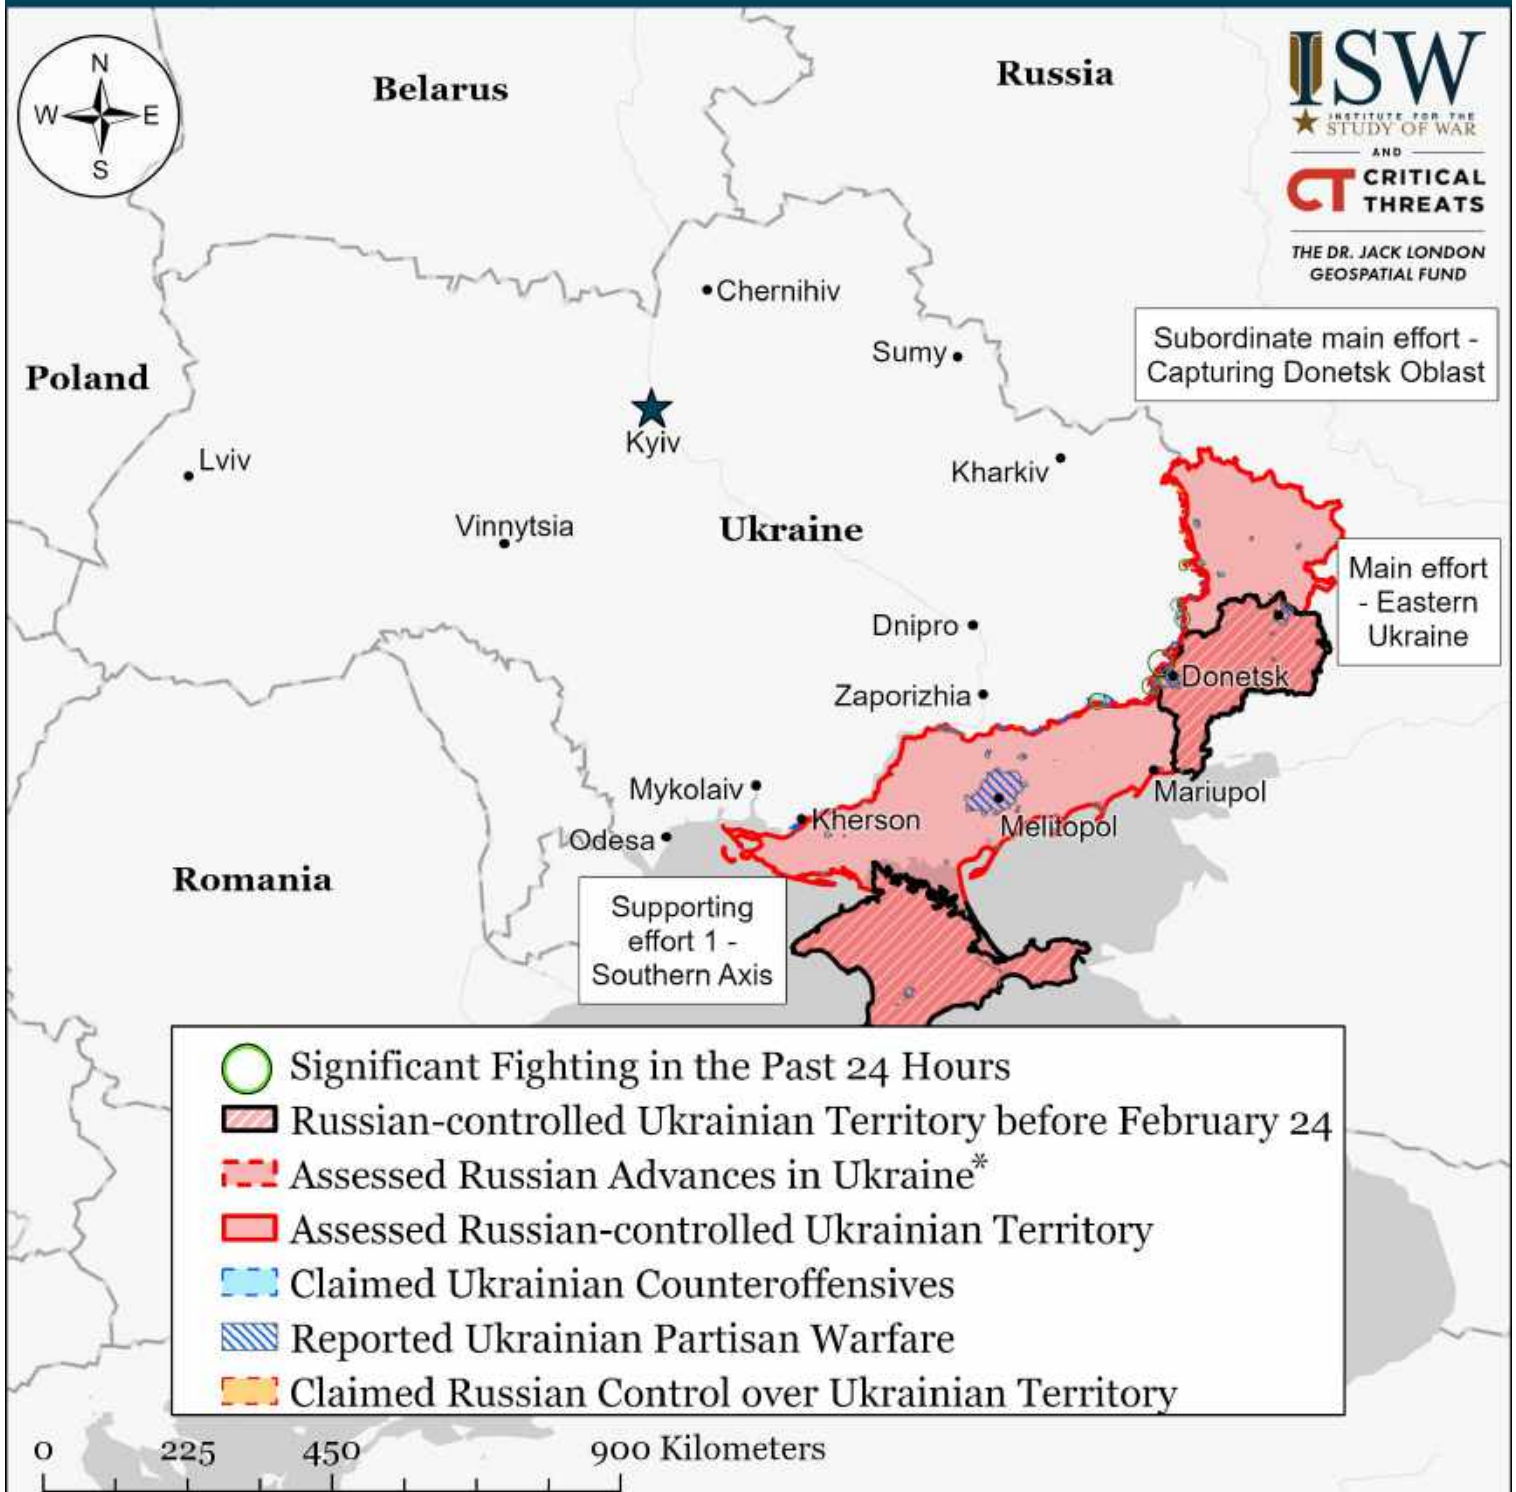 N
W
E
S
Belarus
Russia
ISW
INSTITUTE FOR THE
STUDY OF WAR
AND
CT CRITICAL
THREATS
THE DR. JACK LONDON
GEOSPATIAL FUND
Chernihiv
Subordinate main effort -
Capturing Donetsk Oblast
Sumy
Poland
Kyiv
Lviv
Kharkiv
Vinnytsia
Ukraine
Main effort
- Eastern
Ukraine
Dnipro
Donetsk
Zaporizhia
Mykolaiv
Mariupol
Kherson
Melitopol
Odesa
Romania
Supporting
effort 1 -
Southern Axis
Significant Fighting in the Past 24 Hours
Russian-controlled Ukrainian Territory before February 24
Assessed Russian Advances in Ukraine*
Assessed Russian-controlled Ukrainian Territory
Claimed Ukrainian Counteroffensives
Reported Ukrainian Partisan Warfare
Claimed Russian Control over Ukrainian Territory
0 225 450 900 Kilometers